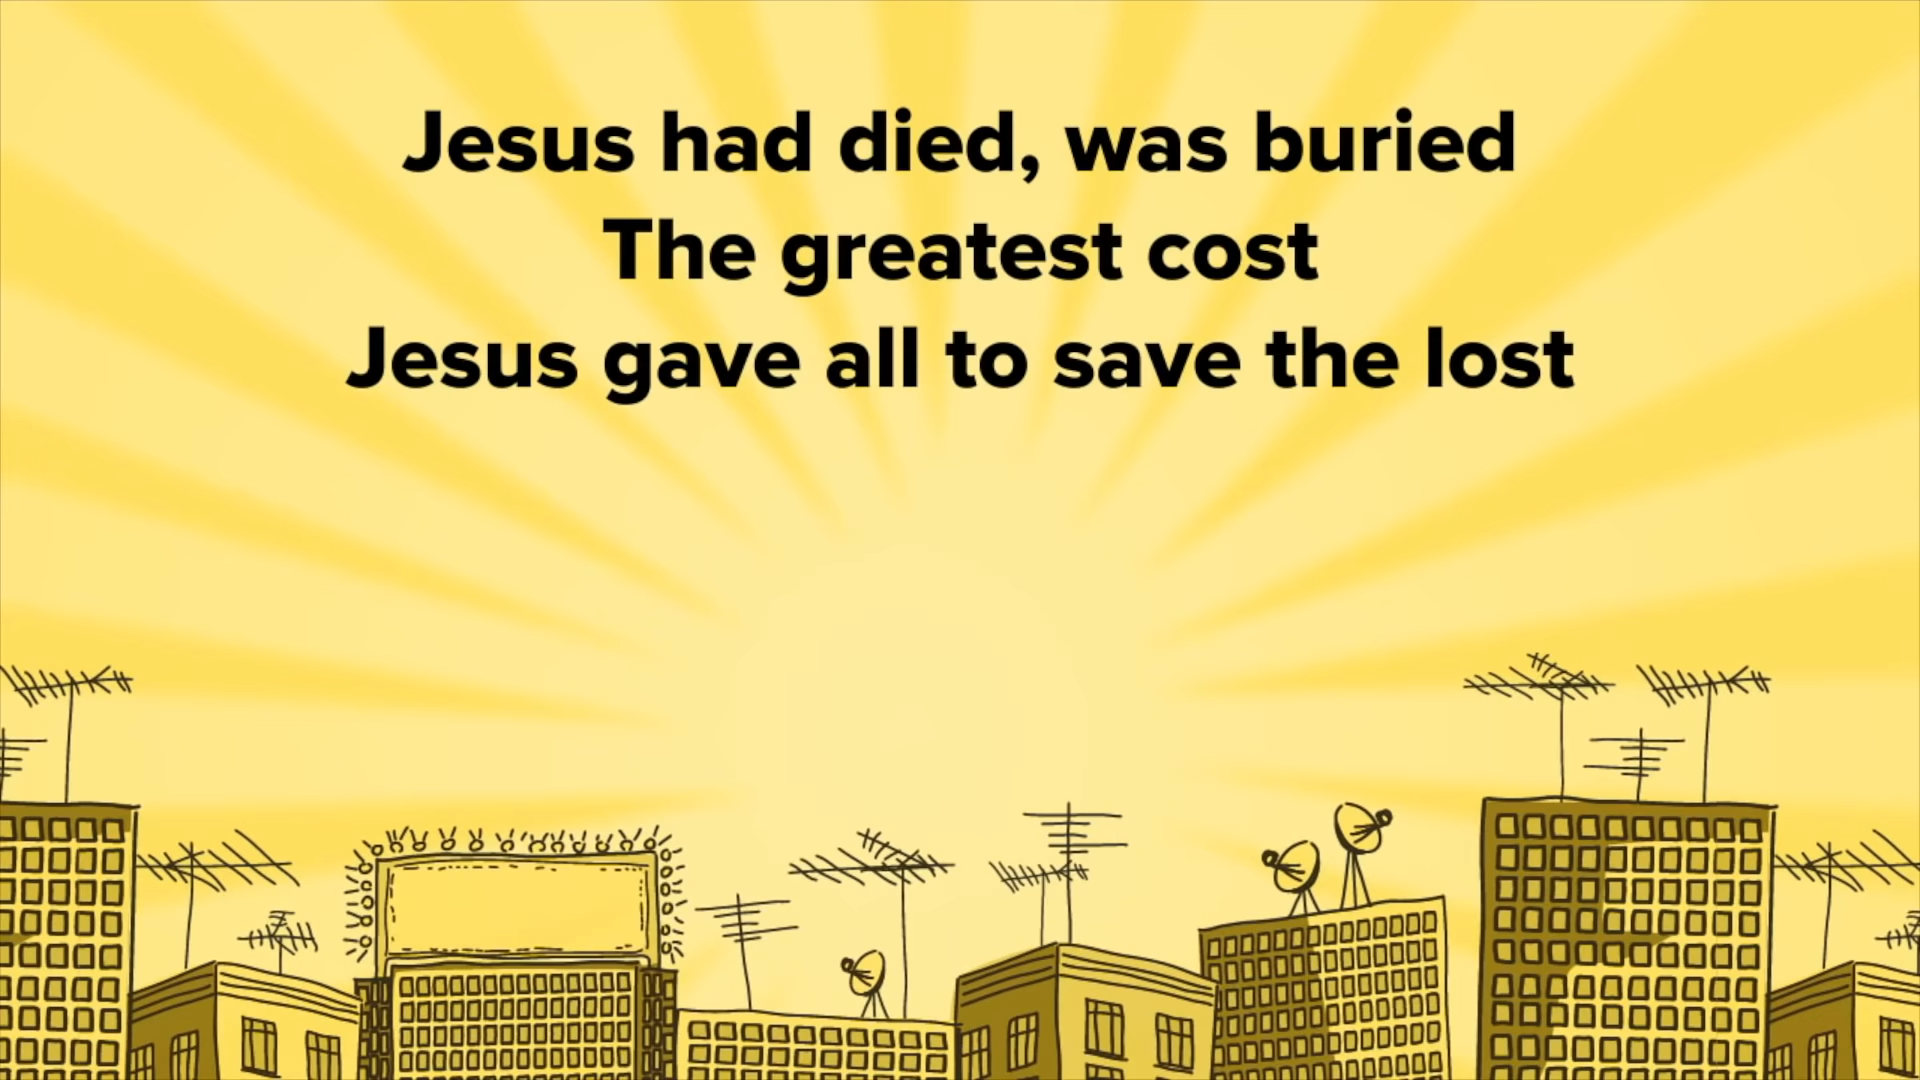 Jesus had died, was buried
The greatest cost
Jesus gave all to save the lost